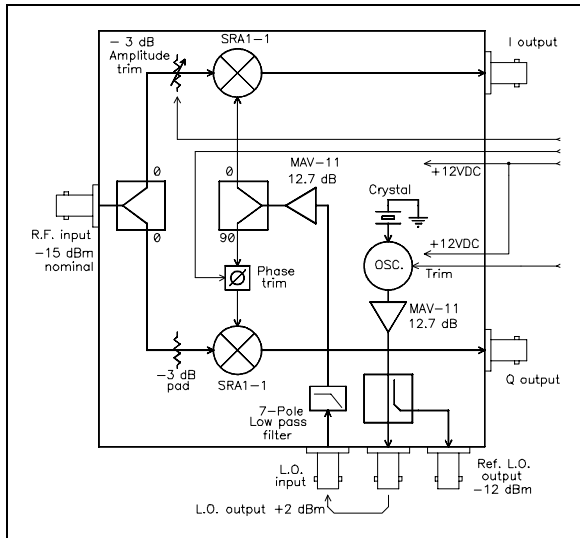 – 3 dB
Amplitude
trim
SRA1–1
I output
0
0
MAV–11
12.7 dB
+12VDC
Crystal
R.F. input
–15 dBm
nominal
0
90
+12VDC
Phase
trim
OSC.
Trim
MAV–11
12.7 dB
–3 dB
pad
SRA1–1
Q output
7–Pole
Low pass
filter
L.O.
input
Ref. L.O.
output
–12 dBm
L.O. output +2 dBm